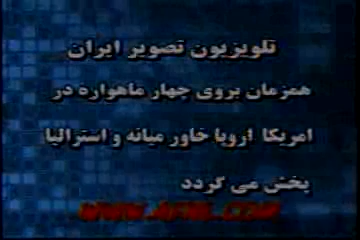 تلویزیون تصویر ایران
همزمان بروی چهار ماهواره در
امریکا اروپا خاور میانه و استرالیا
پخش می گردد